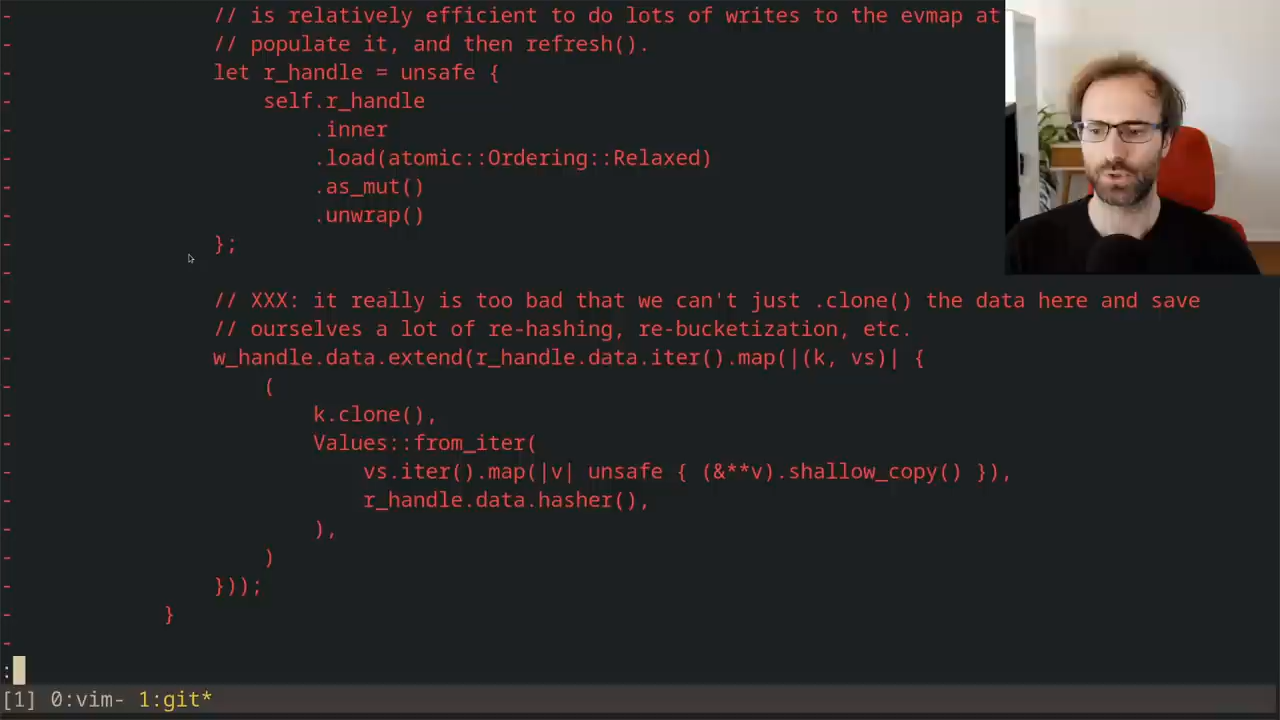 -                // is relatively efficient to do lots of writes to the evmap at
-                // populate it, and then refresh().
-                let r_handle = unsafe {
-                    self.r_handle
-                        .inner
-                        .load(atomic::Ordering::Relaxed)
-                        .as_mut()
-                        .unwrap()
-                };
-
-                // XXX: it really is too bad that we can't just .clone() the data here and save
-                // ourselves a lot of re-hashing, re-bucketization, etc.
-                w_handle.data.extend(r_handle.data.iter().map(|(k, vs)| {
-                    (
-                        k.clone(),
-                        Values::from_iter(
-                            vs.iter().map(|v| unsafe { (&**v).shallow_copy() }),
-                            r_handle.data.hasher(),
-                        ),
-                    )
-                }));
-            }
-
:
[1] 0:vim- 1:git*